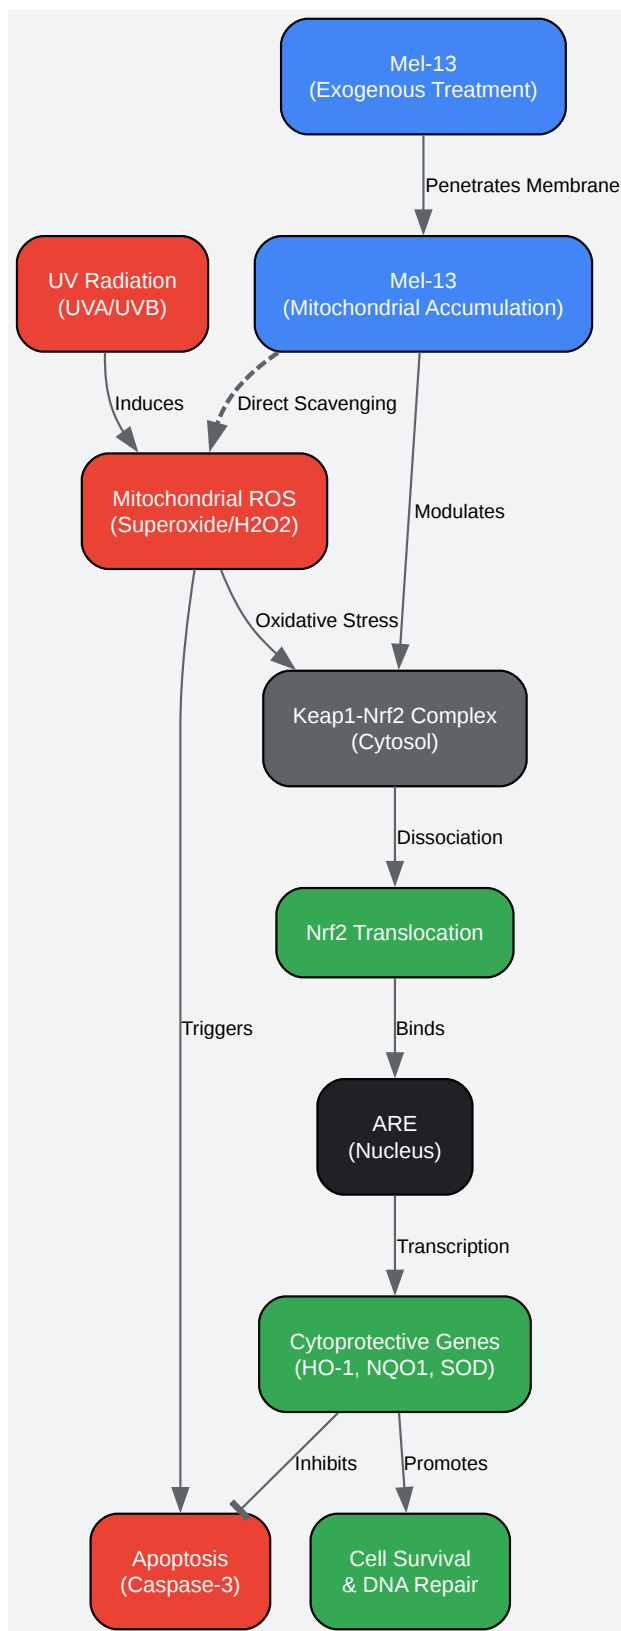 Mel-13
(Exogenous Treatment)
Penetrates Membrane
UV Radiation
(UVA/UVB)
Mel-13
(Mitochondrial Accumulation)
Induces
Direct Scavenging
Mitochondrial ROS
(Superoxide/H2O2)
Modulates
Oxidative Stress
Keap1-Nrf2 Complex
(Cytosol)
Dissociation
Nrf2 Translocation
Triggers
Binds
ARE
(Nucleus)
Transcription
Cytoprotective Genes
(HO-1, NQO1, SOD)
Inhibits
Promotes
Apoptosis
(Caspase-3)
Cell Survival
& DNA Repair